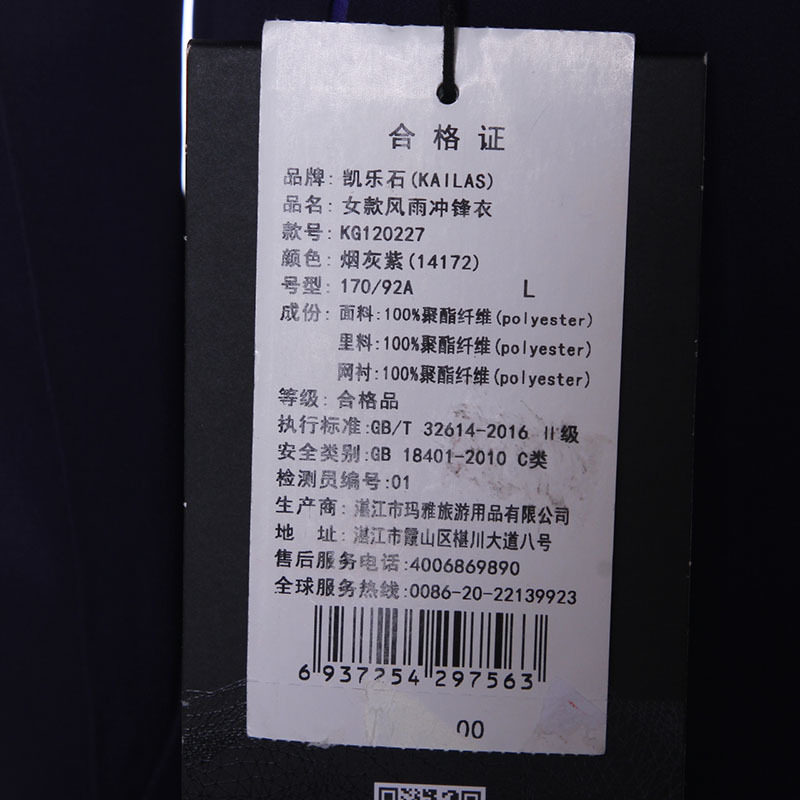 合格证
品牌: 凯乐石(KAILAS)
品名: 女款风雨冲锋衣
款号: KG120227
颜色: 烟灰紫(14172)
号型: 170/92A L
成份: 面料:100%聚酯纤维(polyester)
里料:100%聚酯纤维(polyester)
网衬:100%聚酯纤维(polyester)
等级: 合格品
执行标准:GB/T 32614-2016 II级
安全类别:GB 18401-2010 C类
检测员编号:01
生产商: 湛江市玛雅旅游用品有限公司
地 址: 湛江市霞山区椹川大道八号
售后服务电话:4006869890
全球服务热线:0086-20-22139923
6 937254 297563
00